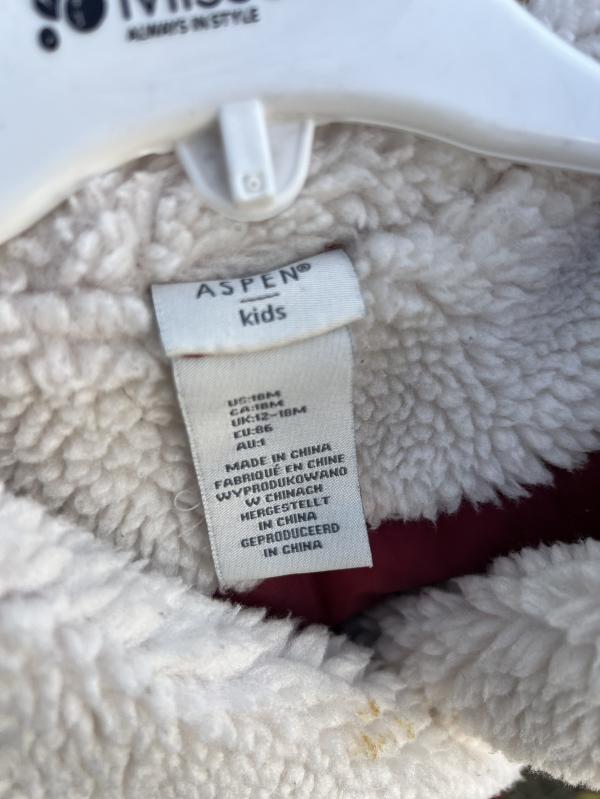 ALWAYS IN STYLE
ASPEN®
kids
US:18M
CA:18M
UK:12-18M
EU:86
AU:1
MADE IN CHINA
FABRIQUÉ EN CHINE
WYPRODUKOWANO
W CHINACH
HERGESTELLT
IN CHINA
GEPRODUCEERD
IN CHINA